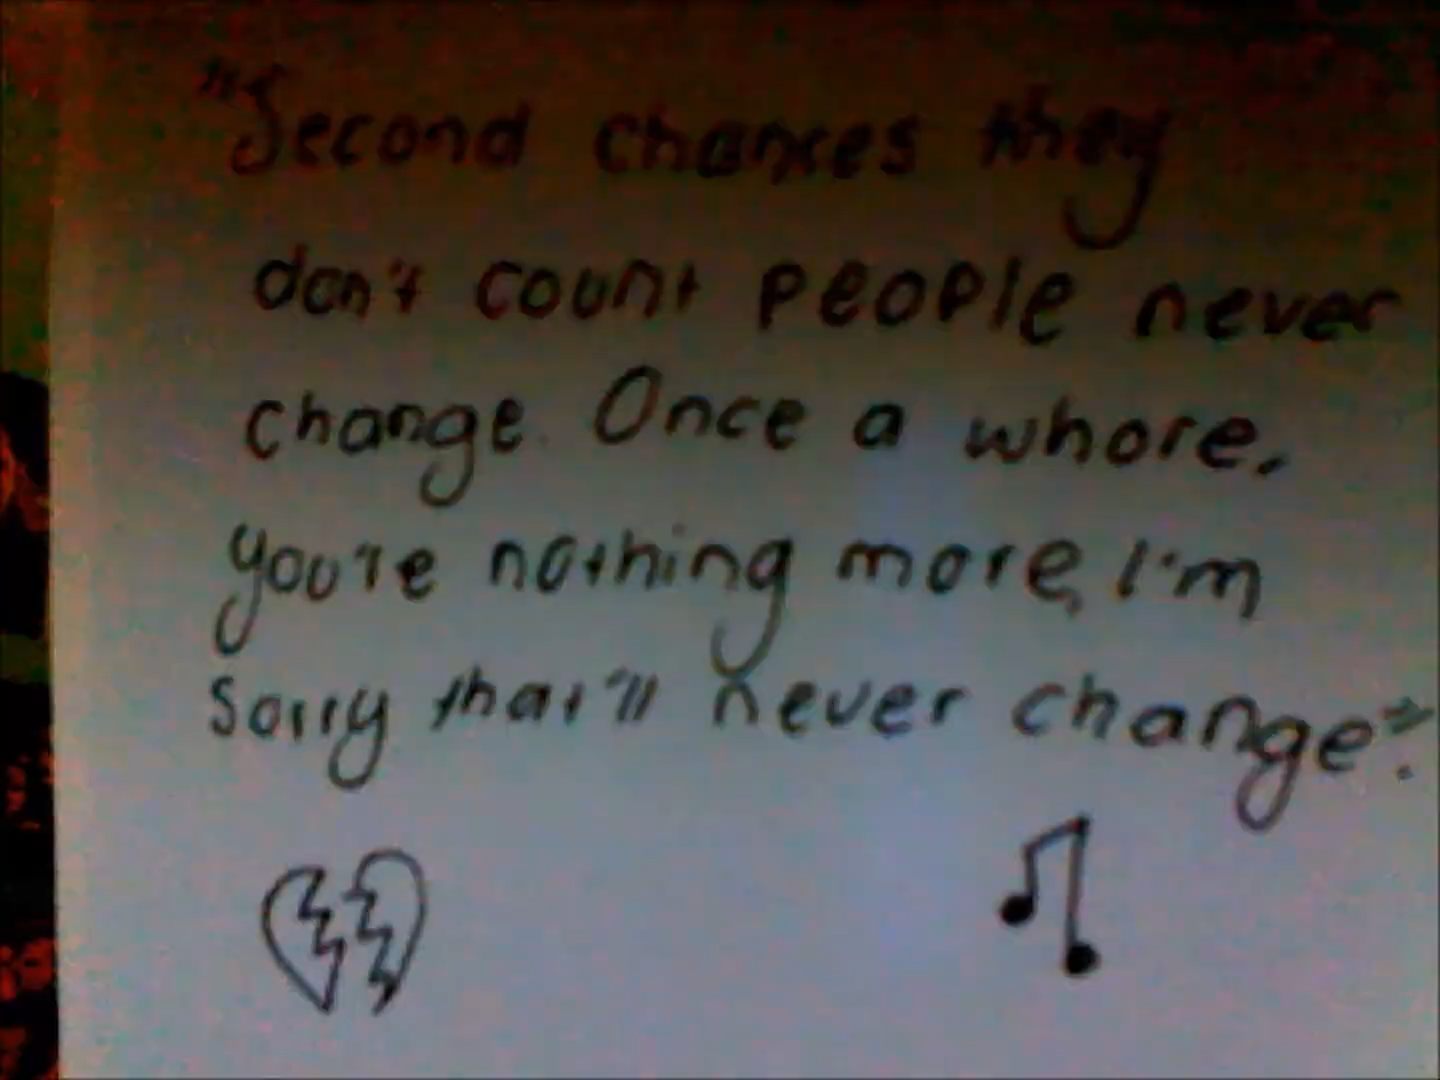 "Second chances they
don't count people never
change. Once a whore,
you're nothing more, I'm
sorry that'll never change".